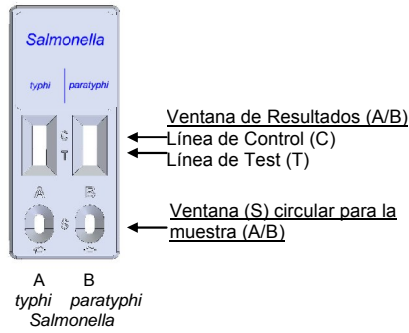 Salmonella
typhi paratyphi
Ventana de Resultados (A/B)
C Línea de Control (C)
T Línea de Test (T)
A B
S Ventana (S) circular para la
muestra (A/B)
A B
typhi paratyphi
Salmonella